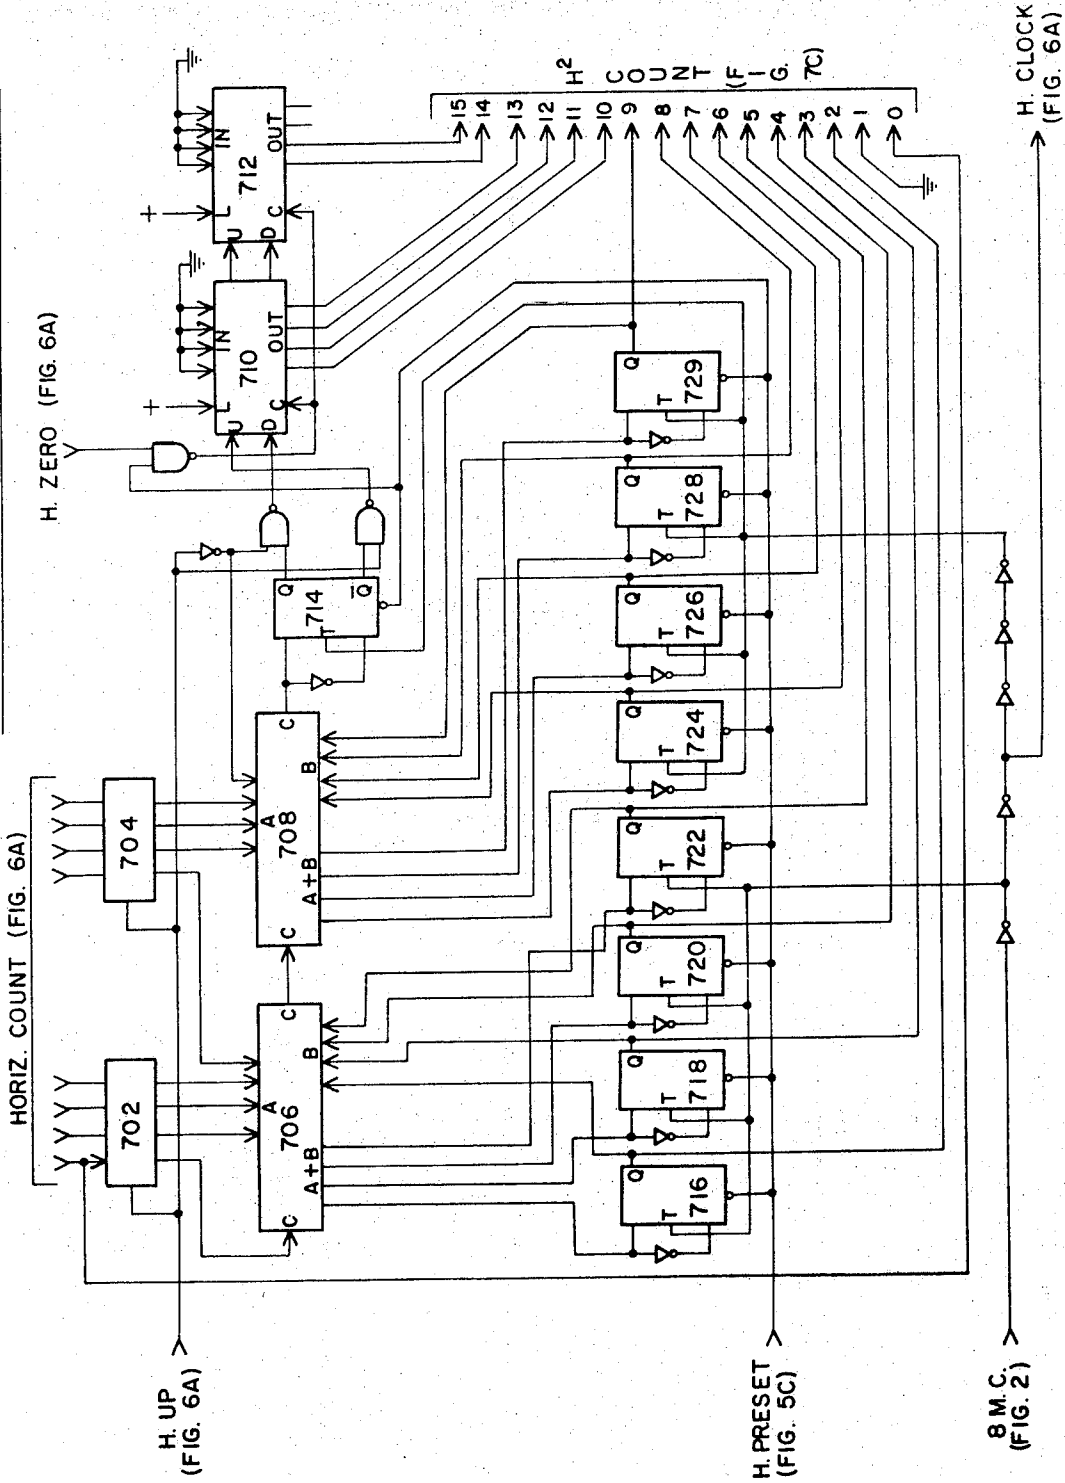 HORIZ. COUNT (FIG. 6A)
H. ZERO (FIG. 6A)
H. UP
(FIG. 6A)
702
704
+
+
IN
IN
L
710
OUT
L
712
OUT
U
D
C
U
D
C
Q
714
T
Q̅
A
706
C
C
A+B
B
A
708
C
C
A+B
B
15
14
13
12
11
10
9
8
7
6
5
4
3
2
1
0
H² COUNT (FIG. 7C)
Q
T
716
Q
T
718
Q
T
720
Q
T
722
Q
T
724
Q
T
726
Q
T
728
Q
T
729
H. PRESET
(FIG. 5C)
8 M.C.
(FIG. 2)
H. CLOCK
(FIG. 6A)